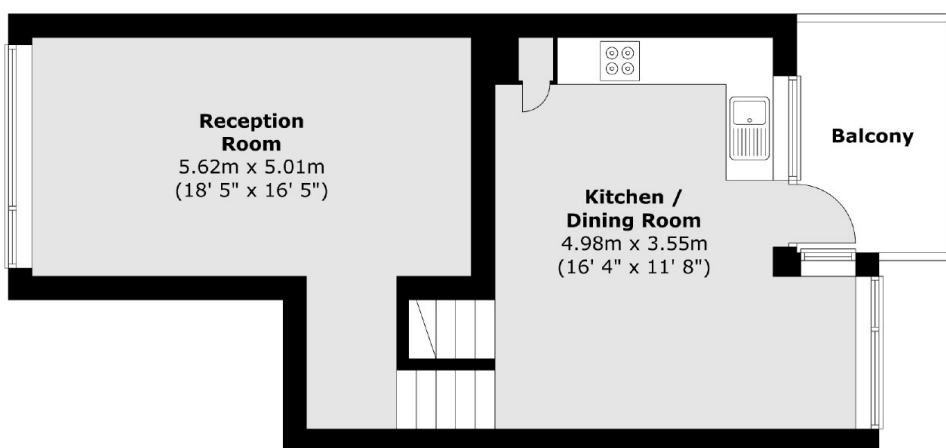 Reception
Room
5.62m x 5.01m
(18' 5" x 16' 5")
Kitchen /
Dining Room
4.98m x 3.55m
(16' 4" x 11' 8")
Balcony